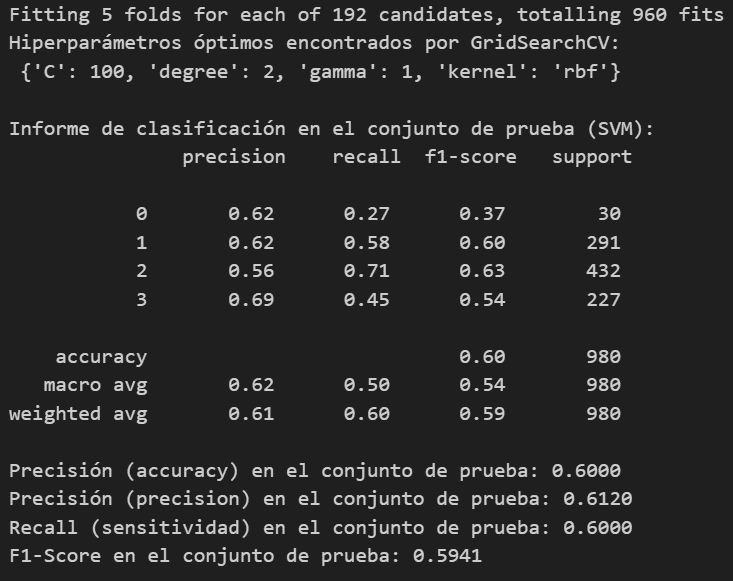 Fitting 5 folds for each of 192 candidates, totalling 960 fits
Hiperparámetros óptimos encontrados por GridSearchCV:
{'C': 100, 'degree': 2, 'gamma': 1, 'kernel': 'rbf'}
Informe de clasificación en el conjunto de prueba (SVM):
precision recall f1-score support
0 0.62 0.27 0.37 30
1 0.62 0.58 0.60 291
2 0.56 0.71 0.63 432
3 0.69 0.45 0.54 227
accuracy 0.60 980
macro avg 0.62 0.50 0.54 980
weighted avg 0.61 0.60 0.59 980
Precisión (accuracy) en el conjunto de prueba: 0.6000
Precisión (precision) en el conjunto de prueba: 0.6120
Recall (sensitividad) en el conjunto de prueba: 0.6000
F1-Score en el conjunto de prueba: 0.5941